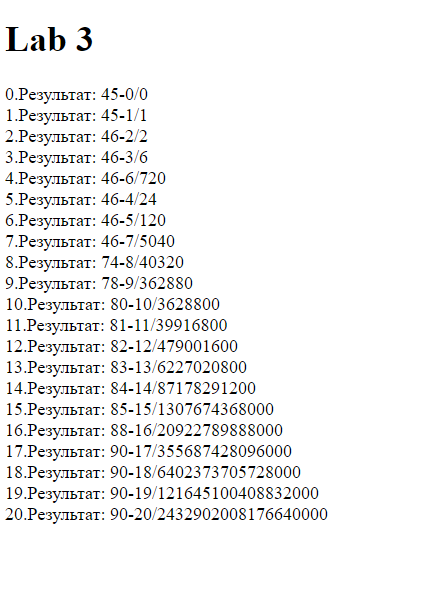 Lab 3
0.Результат: 45-0/0
1.Результат: 45-1/1
2.Результат: 46-2/2
3.Результат: 46-3/6
4.Результат: 46-6/720
5.Результат: 46-4/24
6.Результат: 46-5/120
7.Результат: 46-7/5040
8.Результат: 74-8/40320
9.Результат: 78-9/362880
10.Результат: 80-10/3628800
11.Результат: 81-11/39916800
12.Результат: 82-12/479001600
13.Результат: 83-13/6227020800
14.Результат: 84-14/87178291200
15.Результат: 85-15/1307674368000
16.Результат: 88-16/20922789888000
17.Результат: 90-17/355687428096000
18.Результат: 90-18/6402373705728000
19.Результат: 90-19/121645100408832000
20.Результат: 90-20/2432902008176640000